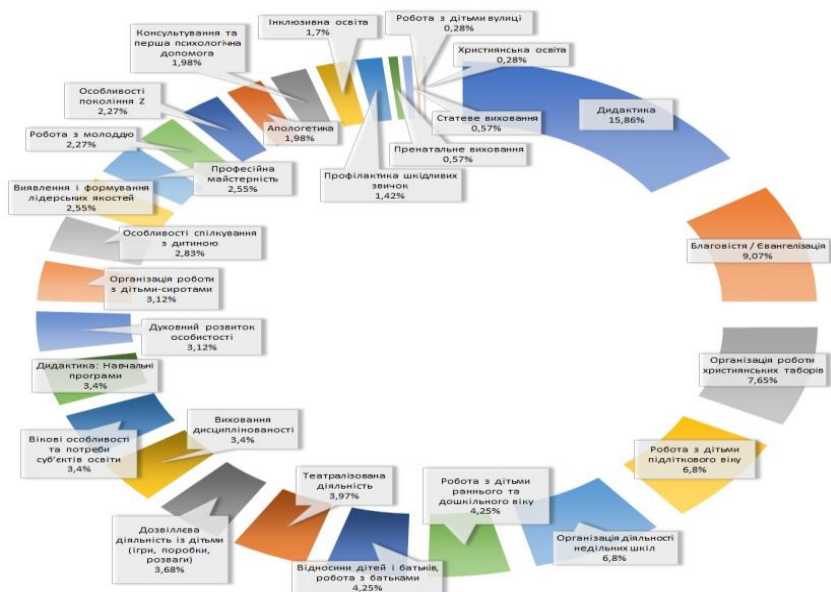 Консультування та
перша психологічна
допомога
1,98%
Інклюзивна освіта
1,7%
Робота з дітьми вулиці
0,28%
Християнська освіта
0,28%
Дидактика
15,86%
Особливості
покоління Z
2,27%
Апологетика
1,98%
Статеве виховання
0,57%
Пренатальне виховання
0,57%
Профілактика шкідливих
звичок
1,42%
Робота з молоддю
2,27%
Професійна
майстерність
2,55%
Виявлення і формування
лідерських якостей
2,55%
Особливості спілкування
з дитиною
2,83%
Благовістя / Євангелізація
9,07%
Організація роботи
з дітьми-сиротами
3,12%
Духовний розвиток
особистості
3,12%
Організація роботи
християнських таборів
7,65%
Дидактика: Навчальні
програми
3,4%
Виховання
дисциплінованості
3,4%
Вікові особливості
та потреби
суб'єктів освіти
3,4%
Робота з дітьми
підліткового віку
6,8%
Театралізована
діяльність
3,97%
Робота з дітьми
раннього та
дошкільного віку
4,25%
Дозвіллєва
діяльність із дітьми
(ігри, поробки,
розваги)
3,68%
Відносини дітей і батьків,
робота з батьками
4,25%
Організація діяльності
недільних шкіл
6,8%